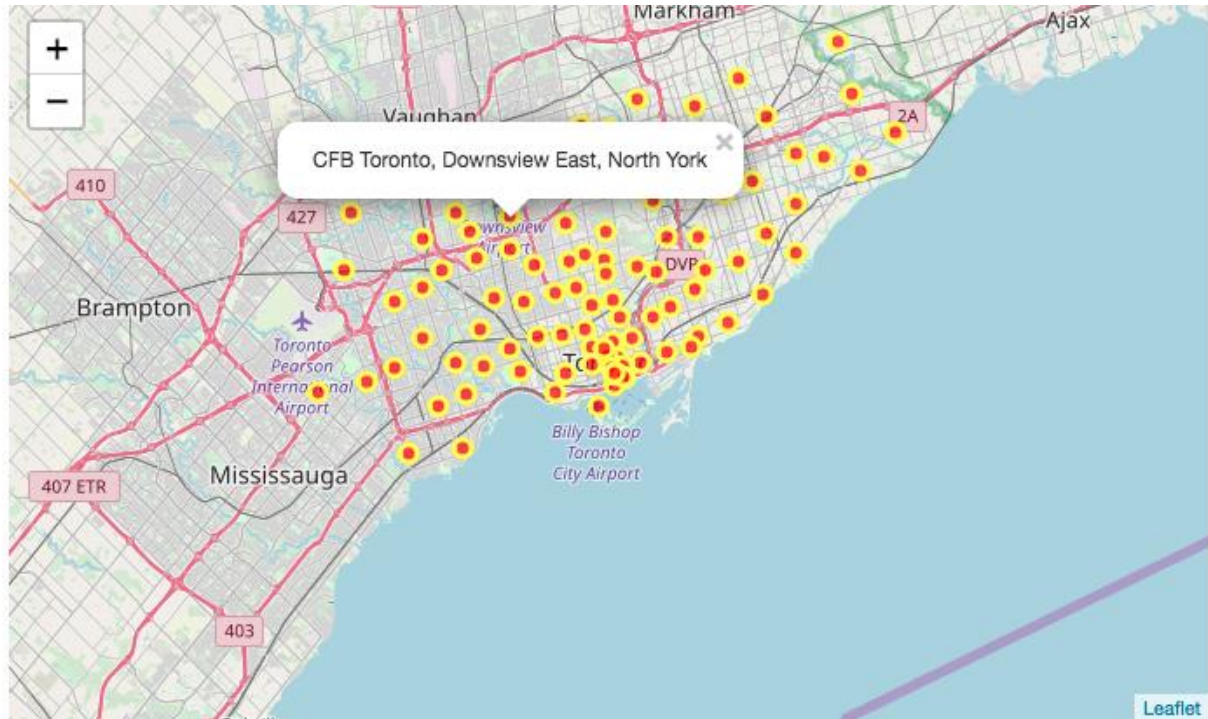 Markham
Ajax
+
−
Vaughan
2A
CFB Toronto, Downsview East, North York
×
410
427
Airport
DVP
Brampton
Toronto
Pearson
International
Airport
Billy Bishop
Toronto
City Airport
Mississauga
407 ETR
403
Leaflet